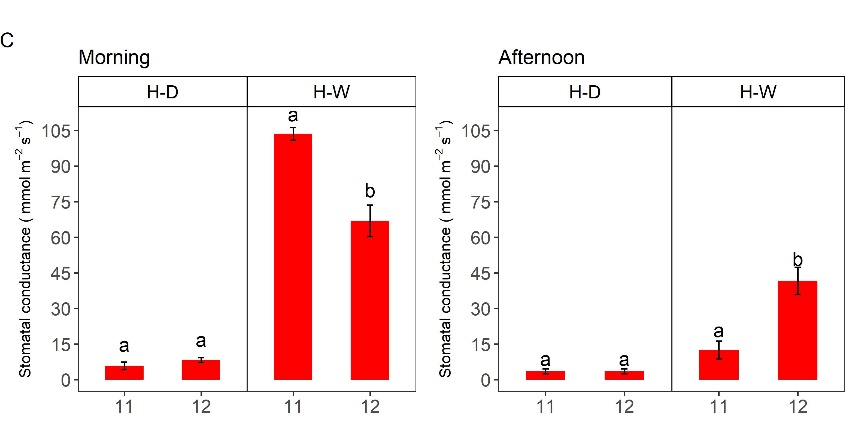 C
Morning
Afternoon
H-D
H-W
H-D
H-W
Stomatal conductance ( mmol m⁻² s⁻¹)
105
90
75
60
45
30
15
0
a
a
a
b
11
12
11
12
Stomatal conductance ( mmol m⁻² s⁻¹)
105
90
75
60
45
30
15
0
a
a
a
b
11
12
11
12